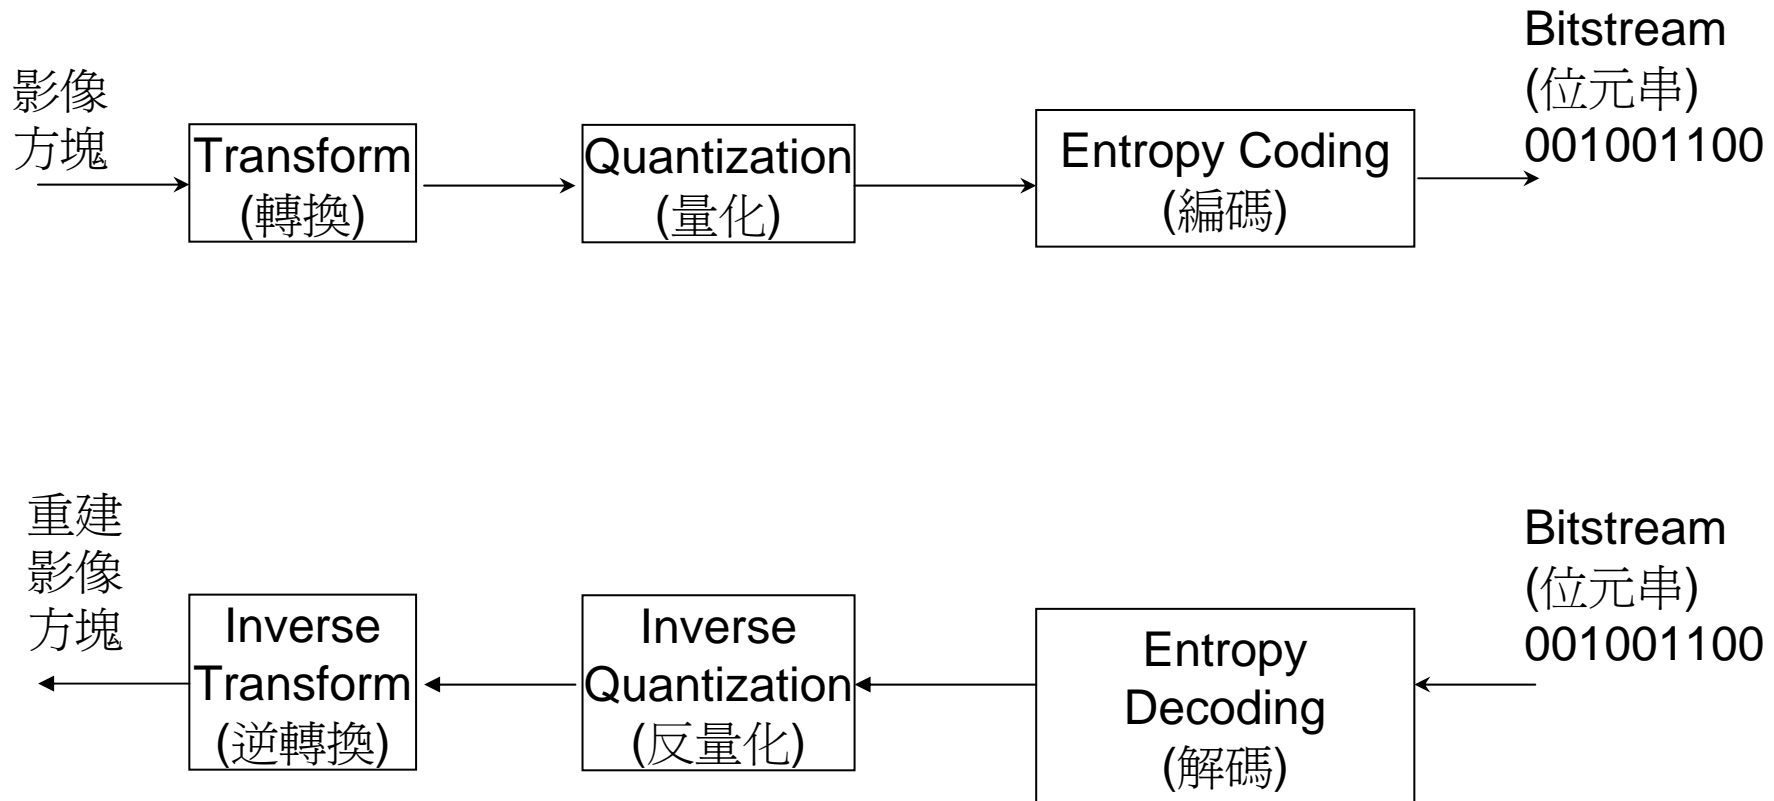 影像
方塊
Transform
(轉換)
Quantization
(量化)
Entropy Coding
(編碼)
Bitstream
(位元串)
001001100
重建
影像
方塊
Inverse
Transform
(逆轉換)
Inverse
Quantization
(反量化)
Entropy
Decoding
(解碼)
Bitstream
(位元串)
001001100